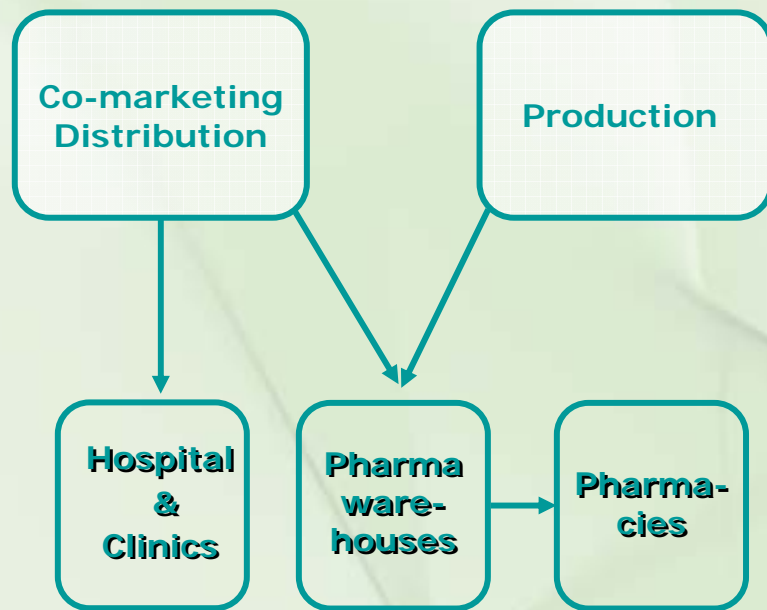 Co-marketing
Distribution
Production
Hospital
&
Clinics
Pharma
ware-
houses
Pharma-
cies